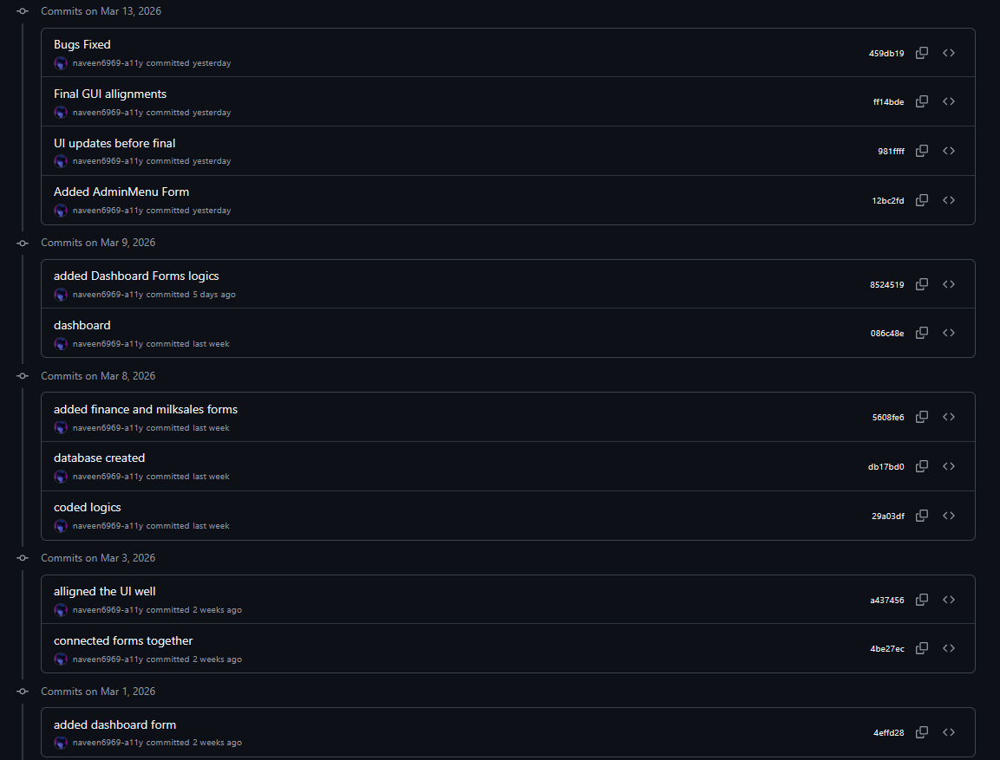 Commits on Mar 13, 2026
Bugs Fixed
naveen6969-a11y committed yesterday
459db19
Final GUI allignments
naveen6969-a11y committed yesterday
ff14bde
UI updates before final
naveen6969-a11y committed yesterday
981ffff
Added AdminMenu Form
naveen6969-a11y committed yesterday
12bc2fd
Commits on Mar 9, 2026
added Dashboard Forms logics
naveen6969-a11y committed 5 days ago
8524519
dashboard
naveen6969-a11y committed last week
086c48e
Commits on Mar 8, 2026
added finance and milksales forms
naveen6969-a11y committed last week
5608fe6
database created
naveen6969-a11y committed last week
db17bd0
coded logics
naveen6969-a11y committed last week
29a03df
Commits on Mar 3, 2026
alligned the UI well
naveen6969-a11y committed 2 weeks ago
a437456
connected forms together
naveen6969-a11y committed 2 weeks ago
4be27ec
Commits on Mar 1, 2026
added dashboard form
naveen6969-a11y committed 2 weeks ago
4effd28